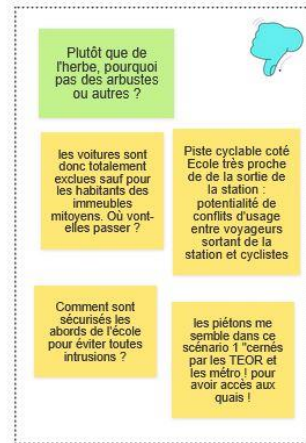 Plutôt que de
l'herbe, pourquoi
pas des arbustes
ou autres ?
les voitures sont
donc totalement
exclues sauf pour
les habitants des
immeubles
mitoyens. Où vont-
elles passer ?
Piste cyclable coté
Ecole très proche
de de la sortie de
la station :
potentialité de
conflits d'usage
entre voyageurs
sortant de la
station et cyclistes
Comment sont
sécurisés les
abords de l'école
pour éviter toutes
intrusions ?
les piétons me
semble dans ce
scénario 1 "cernés
par les TEOR et
les métro ! pour
avoir accès aux
quais !